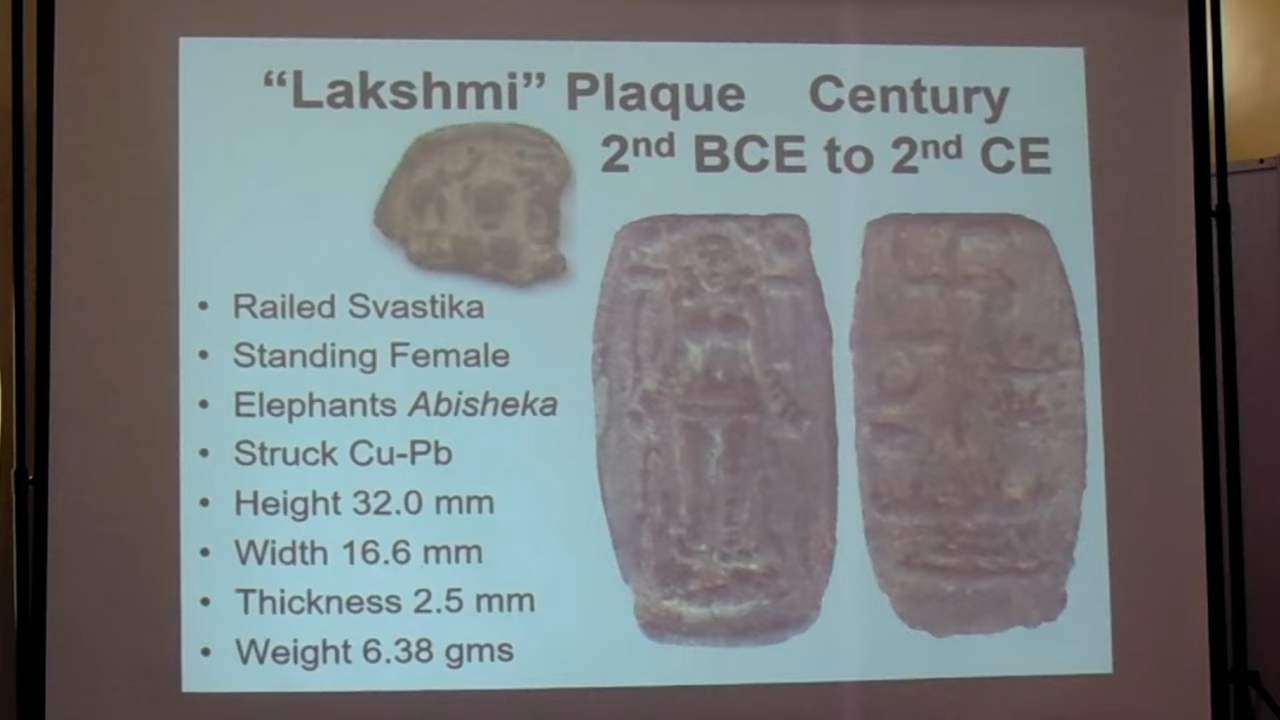 “Lakshmi” Plaque Century
2nd BCE to 2nd CE
• Railed Svastika
• Standing Female
• Elephants Abisheka
• Struck Cu-Pb
• Height 32.0 mm
• Width 16.6 mm
• Thickness 2.5 mm
• Weight 6.38 gms